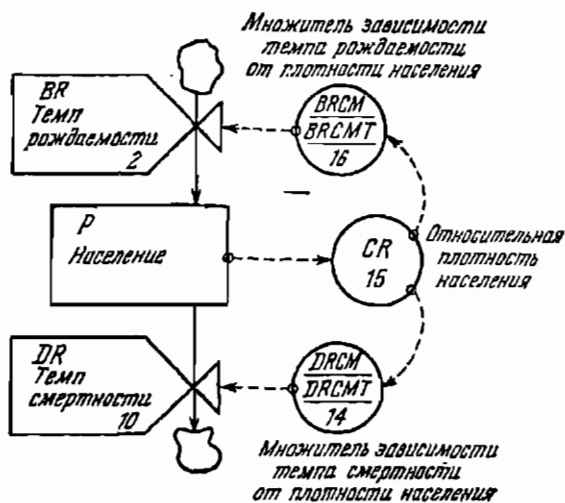 Множитель зависимости
темпа рождаемости
от плотности населения
BR
Темп
рождаемости
2
BRCM
BRCMT
16
P
Население
CR
15
Относительная
плотность
населения
DR
Темп
смертности
10
DRCM
DRCMT
14
Множитель зависимости
темпа смертности
от плотности населения